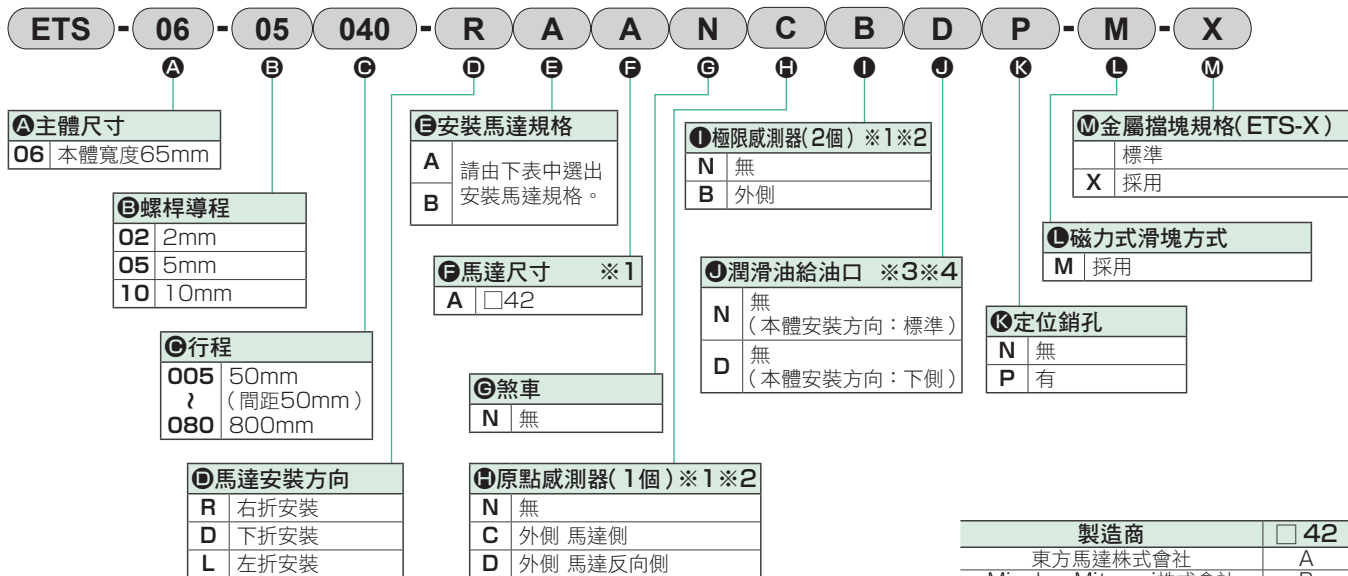 ETS - 06 - 05 040 - R A A N C B D P - M - X
A B C D E F G H I J K L M
A主體尺寸
06 本體寬度65mm
B螺桿導程
02 2mm
05 5mm
10 10mm
C行程
005 50mm
~ (間距50mm)
080 800mm
D馬達安裝方向
R 右折安裝
D 下折安裝
L 左折安裝
E安裝馬達規格
A 請由下表中選出
B 安裝馬達規格。
F馬達尺寸 ※1
A □42
G煞車
N 無
H原點感測器(1個)※1※2
N 無
C 外側 馬達側
D 外側 馬達反向側
I極限感測器(2個) ※1※2
N 無
B 外側
J潤滑油給油口 ※3※4
N 無
(本體安裝方向：標準)
D 無
(本體安裝方向：下側)
K定位銷孔
N 無
P 有
L磁力式滑塊方式
M 採用
M金屬擋塊規格(ETS-X)
標準
X 採用
製造商 □42
東方馬達株式會社 A